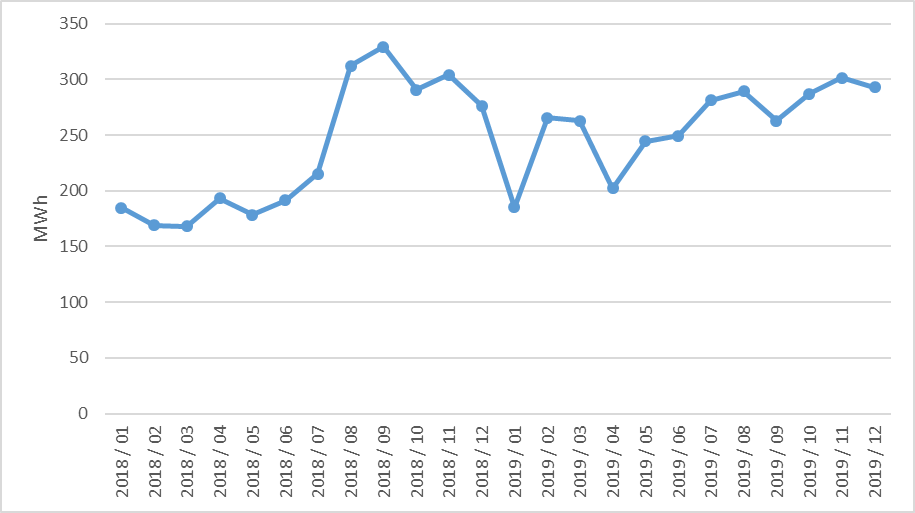 350
300
250
200
150
100
50
0
MWh
2018 / 01
2018 / 02
2018 / 03
2018 / 04
2018 / 05
2018 / 06
2018 / 07
2018 / 08
2018 / 09
2018 / 10
2018 / 11
2018 / 12
2019 / 01
2019 / 02
2019 / 03
2019 / 04
2019 / 05
2019 / 06
2019 / 07
2019 / 08
2019 / 09
2019 / 10
2019 / 11
2019 / 12